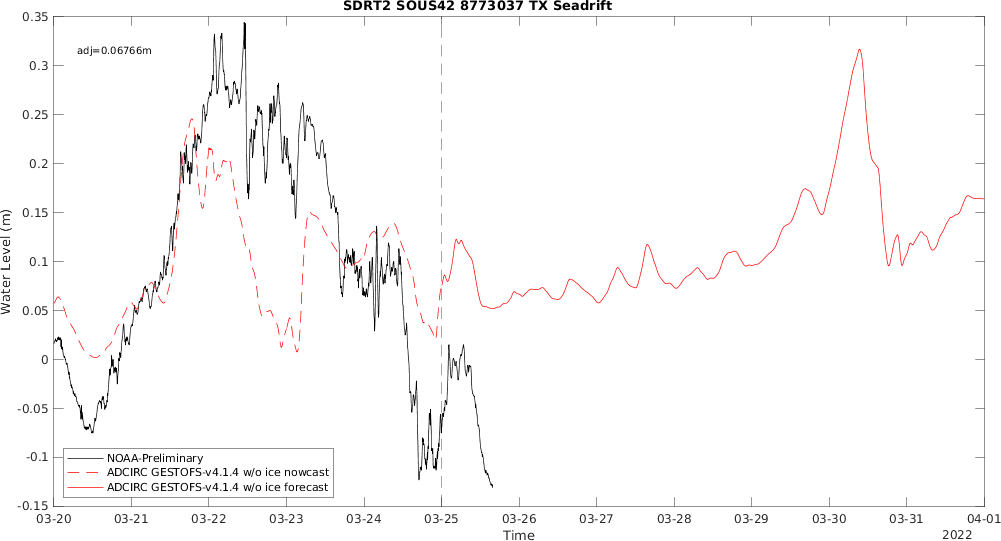 SDRT2 SOUS42 8773037 TX Seadrift
adj=0.06766m
Water Level (m)
0.35
0.3
0.25
0.2
0.15
0.1
0.05
0
-0.05
-0.1
-0.15
NOAA-Preliminary
ADCIRC GESTOFS-v4.1.4 w/o ice nowcast
ADCIRC GESTOFS-v4.1.4 w/o ice forecast
03-20 03-21 03-22 03-23 03-24 03-25 03-26 03-27 03-28 03-29 03-30 03-31 04-01
Time
2022